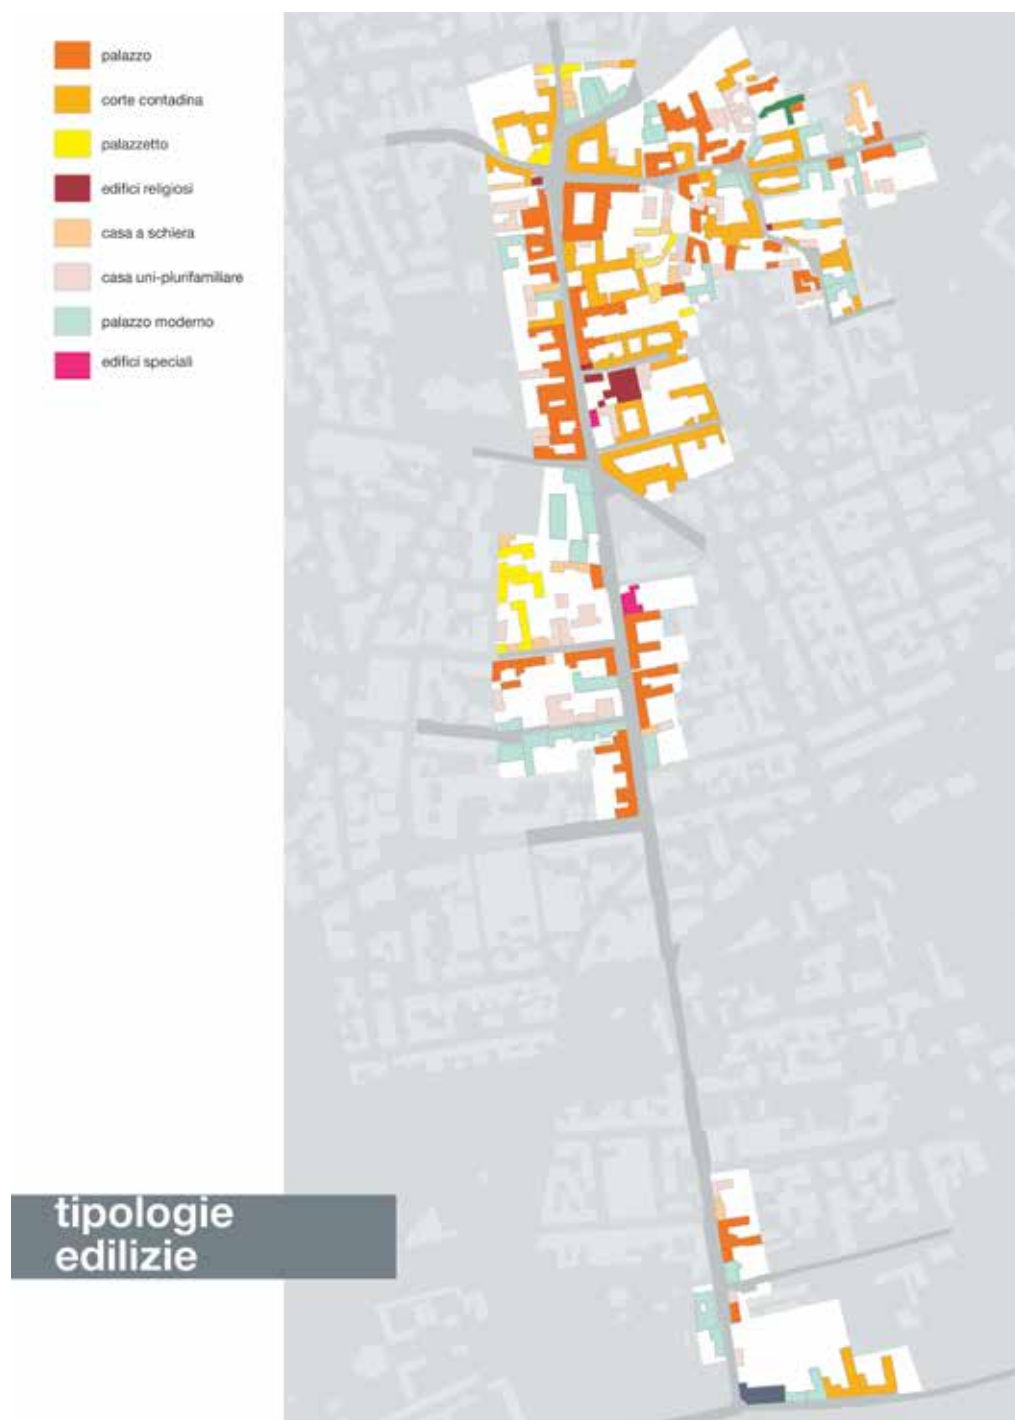 palazzo
corte contadina
palazzetto
edifici religiosi
casa a schiera
casa uni-plurifamiliare
palazzo moderno
edifici speciali
tipologie
edilizie